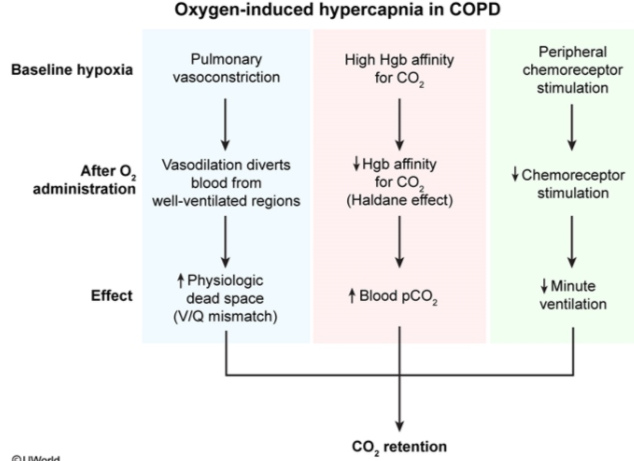 Oxygen-induced hypercapnia in COPD
Baseline hypoxia
Pulmonary
vasoconstriction
High Hgb affinity
for CO₂
Peripheral
chemoreceptor
stimulation
After O₂
administration
Vasodilation diverts
blood from
well-ventilated regions
↓Hgb affinity
for CO₂
(Haldane effect)
↓Chemoreceptor
stimulation
Effect
↑Physiologic
dead space
(V/Q mismatch)
↑Blood pCO₂
↓Minute
ventilation
CO₂ retention
©UWorld